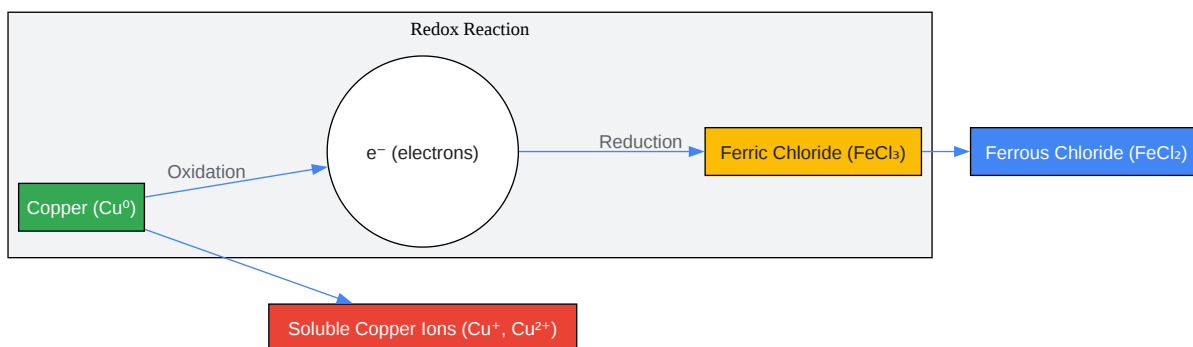 Redox Reaction
e⁻ (electrons)
Reduction
Ferric Chloride (FeCl₃)
Ferrous Chloride (FeCl₂)
Oxidation
Copper (Cu⁰)
Soluble Copper Ions (Cu⁺, Cu²⁺)